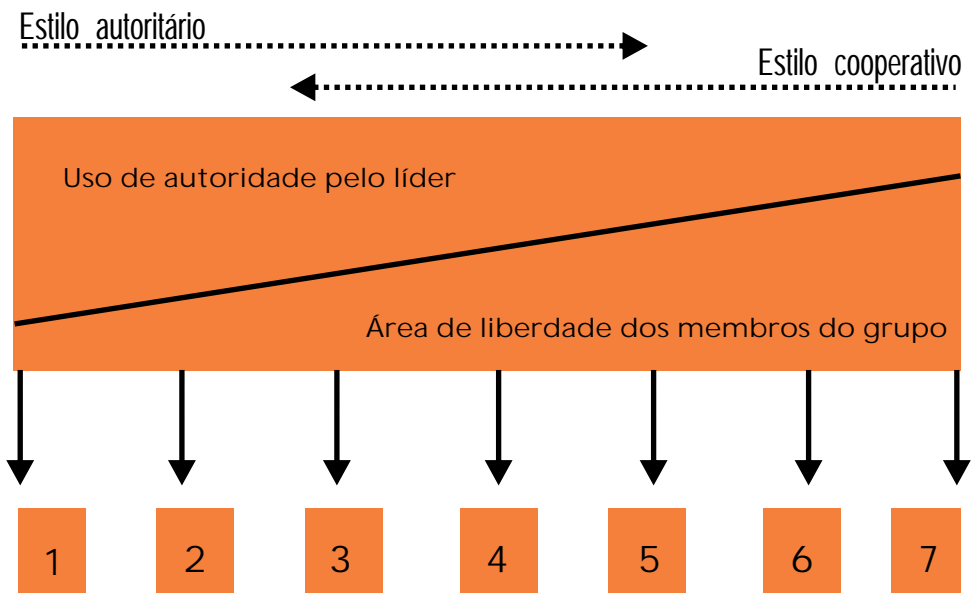 Estilo autoritário
Estilo cooperativo
Uso de autoridade pelo líder
Área de liberdade dos membros do grupo
1 2 3 4 5 6 7